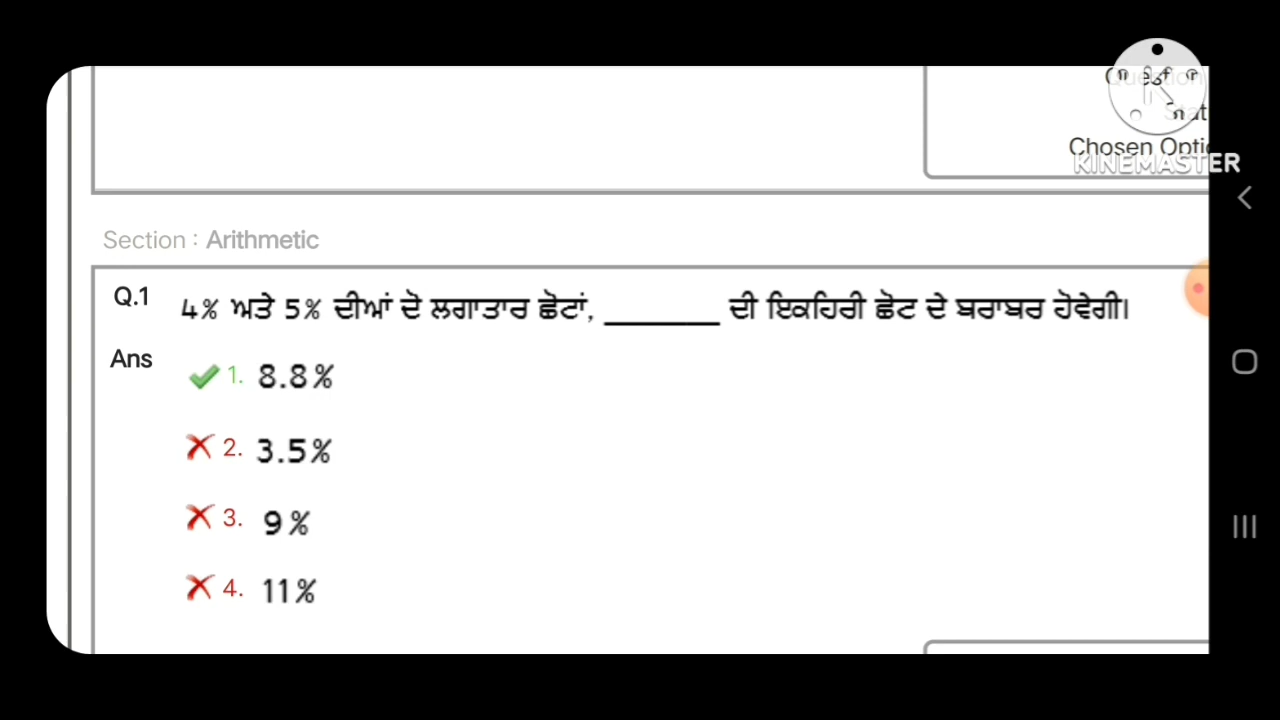 Chosen
KINEMASTER
Section : Arithmetic
Q.1 4% ਅਤੇ 5% ਦੀਆਂ ਦੋ ਲਗਾਤਾਰ ਛੋਟਾਂ, ________ ਦੀ ਇਕਹਿਰੀ ਛੋਟ ਦੇ ਬਰਾਬਰ ਹੋਵੇਗੀ।
Ans 1. 8.8%
2. 3.5%
3. 9%
4. 11%